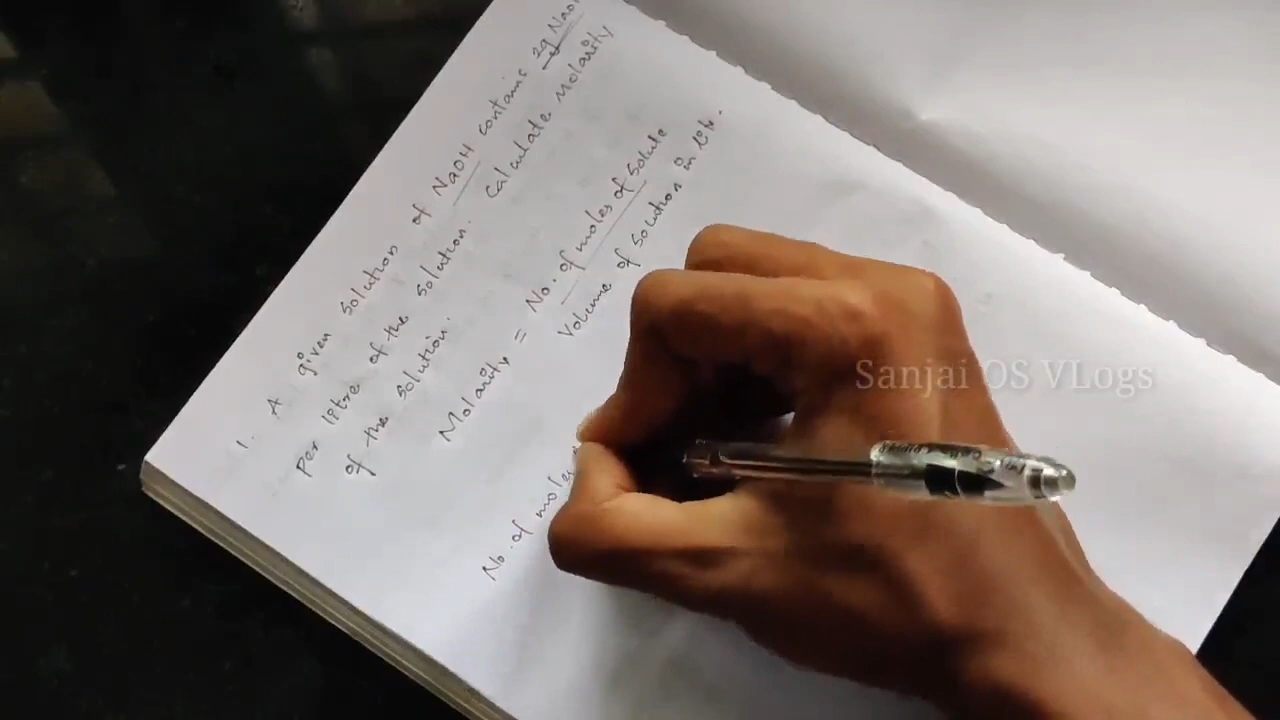 1. A given solution of NaOH contains 2g NaOH
Per litre of the solution. Calculate Molarity
of the solution.
Molarity = No. of moles of solute
Volume of solution in litr.
No. of moles
Sanjai OS VLogs